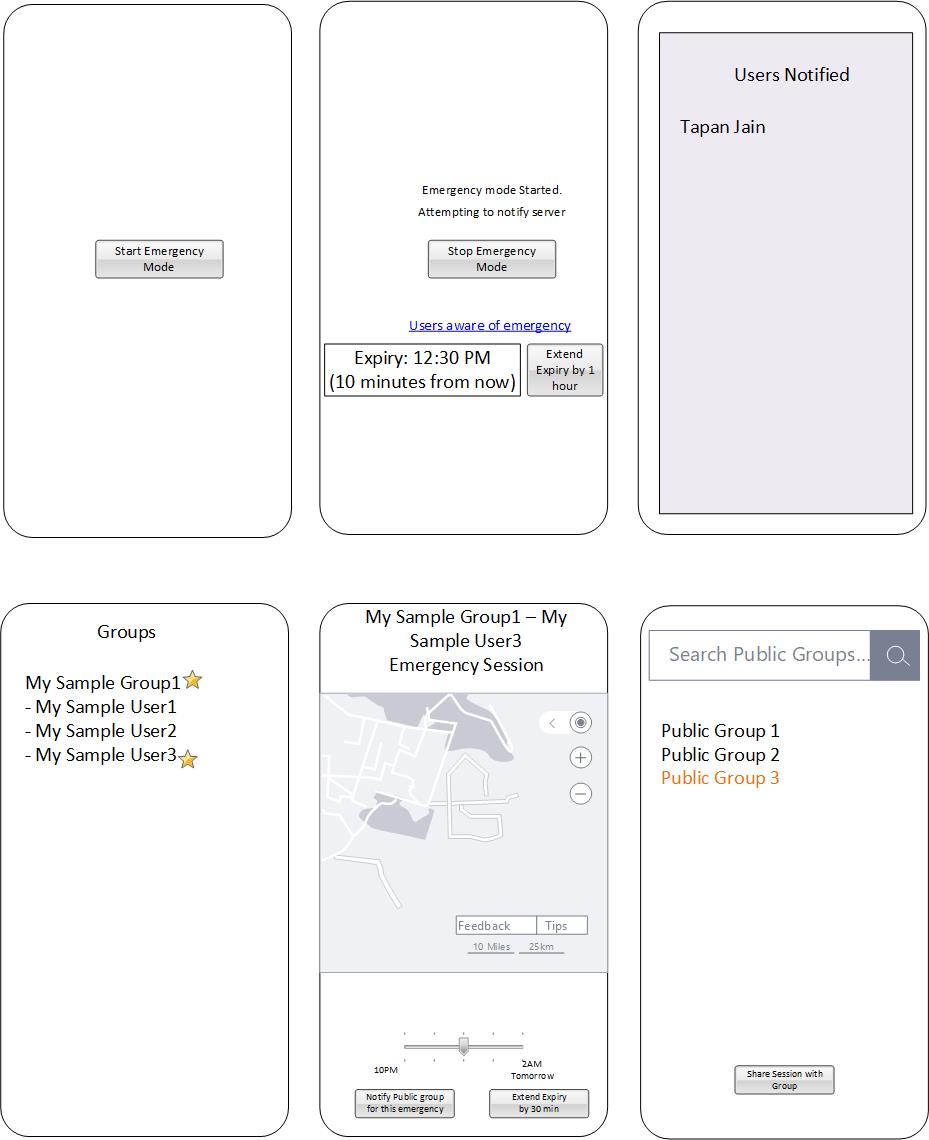 Start Emergency
Mode
Emergency mode Started.
Attempting to notify server
Stop Emergency
Mode
Users aware of emergency
Expiry: 12:30 PM
(10 minutes from now)
Extend
Expiry by 1
hour
Users Notified
Tapan Jain
Groups
My Sample Group1
- My Sample User1
- My Sample User2
- My Sample User3
My Sample Group1 – My
Sample User3
Emergency Session
Feedback
Tips
10 Miles
25km
10PM
2AM
Tomorrow
Notify Public group
for this emergency
Extend Expiry
by 30 min
Search Public Groups...
Public Group 1
Public Group 2
Public Group 3
Share Session with
Group